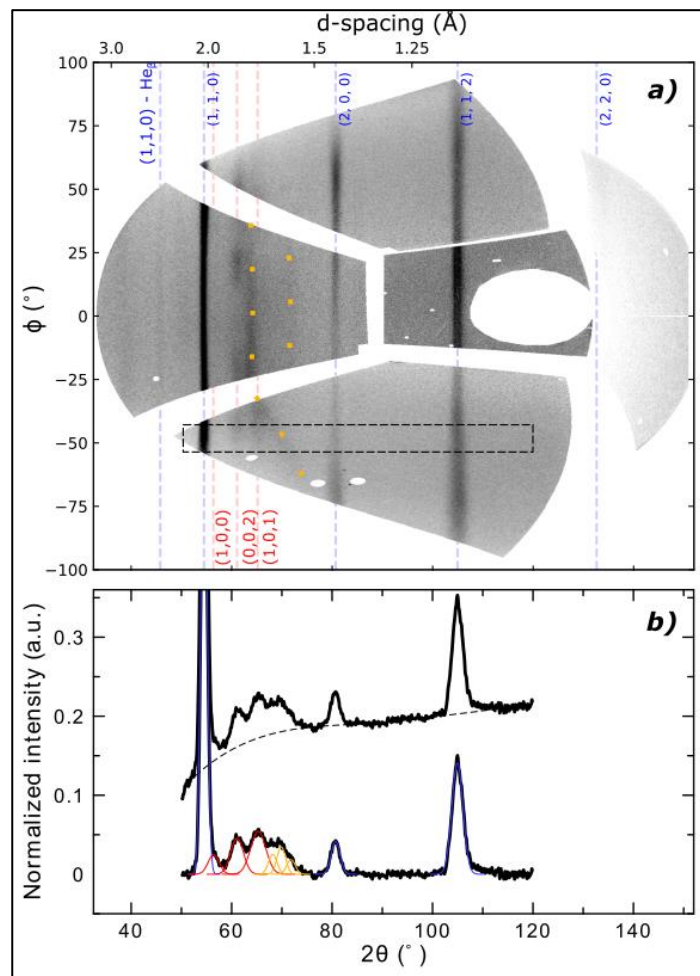 d-spacing (Å)
3.0 2.0 1.4 1.25
100
75
50
25
0
−25
−50
−75
−100
ϕ (°)
a)
(1,1,0) - Heβ
(1, 1, 0)
(2, 0, 0)
(1, 1, 2)
(2, 2, 0)
(1,0,0)
(0,0,2)
(1,0,1)
b)
Normalized intensity (a.u.)
0.3
0.2
0.1
0
40 60 80 100 120 140
2θ (°)